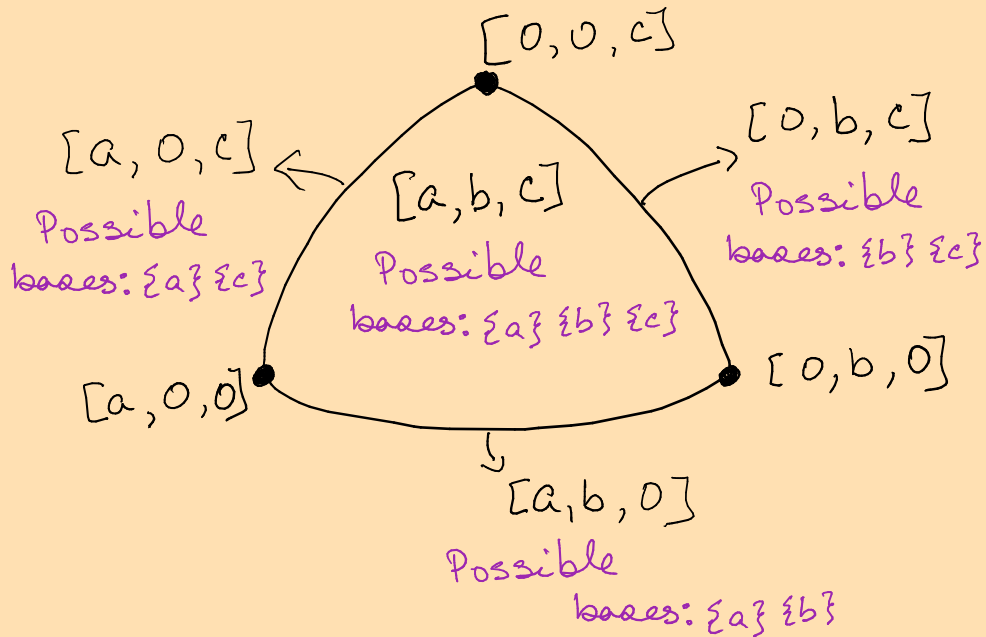 [0, 0, c]
[a, 0, c]
Possible
bases: {a} {c}
[a, b, c]
Possible
bases: {a} {b} {c}
[0, b, c]
Possible
bases: {b} {c}
[a, 0, 0]
[0, b, 0]
[a, b, 0]
Possible
bases: {a} {b}